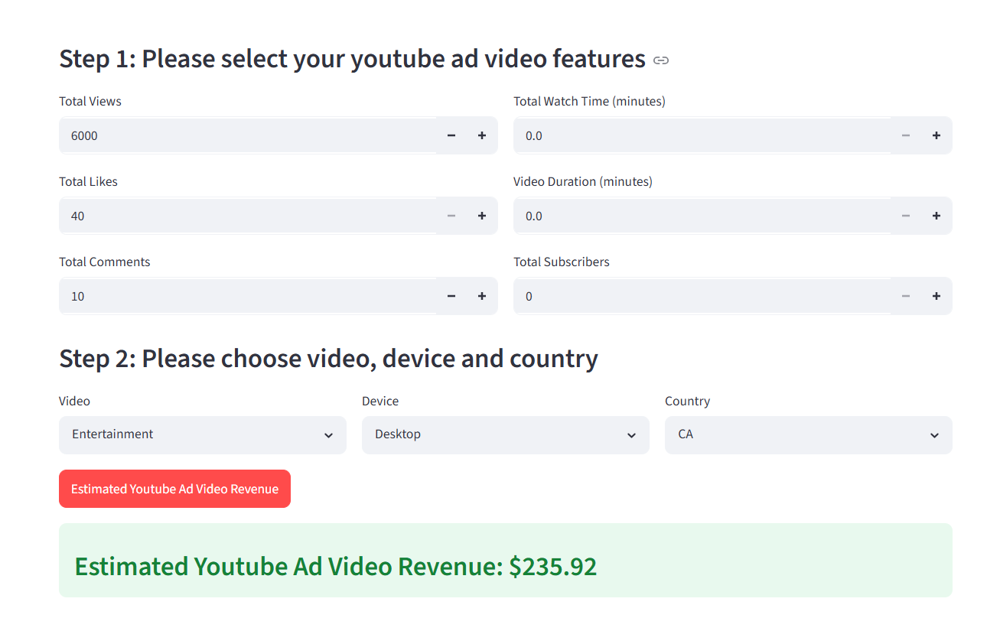 Step 1: Please select your youtube ad video features
Total Views
Total Watch Time (minutes)
6000
0.0
Total Likes
Video Duration (minutes)
40
0.0
Total Comments
Total Subscribers
10
0
Step 2: Please choose video, device and country
Video
Device
Country
Entertainment
Desktop
CA
Estimated Youtube Ad Video Revenue
Estimated Youtube Ad Video Revenue: $235.92